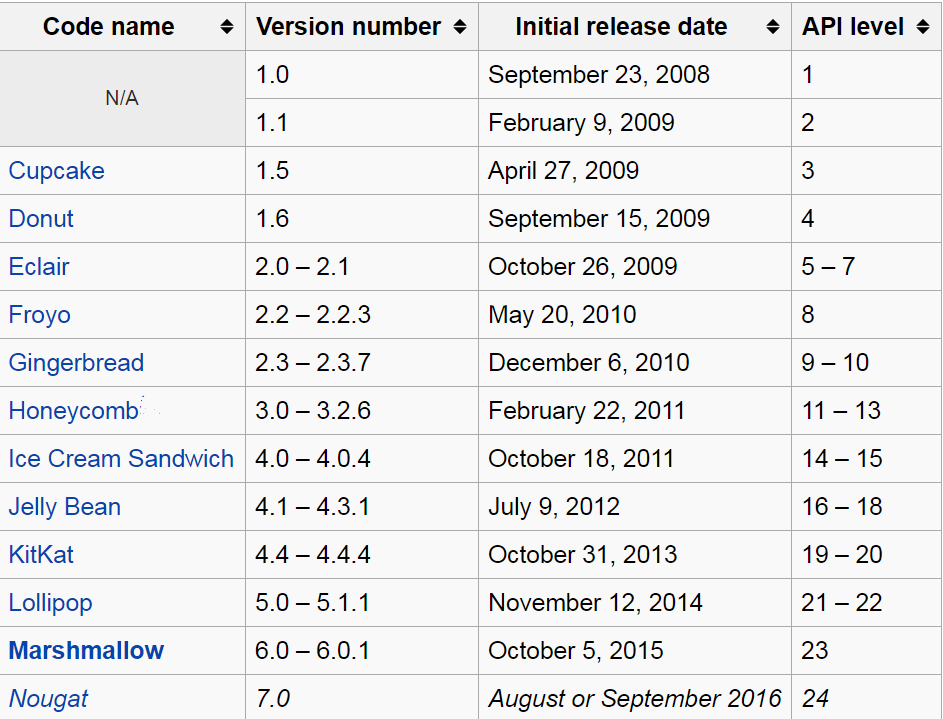 Code name Version number Initial release date API level
N/A 1.0 September 23, 2008 1
1.1 February 9, 2009 2
Cupcake 1.5 April 27, 2009 3
Donut 1.6 September 15, 2009 4
Eclair 2.0 – 2.1 October 26, 2009 5 – 7
Froyo 2.2 – 2.2.3 May 20, 2010 8
Gingerbread 2.3 – 2.3.7 December 6, 2010 9 – 10
Honeycomb 3.0 – 3.2.6 February 22, 2011 11 – 13
Ice Cream Sandwich 4.0 – 4.0.4 October 18, 2011 14 – 15
Jelly Bean 4.1 – 4.3.1 July 9, 2012 16 – 18
KitKat 4.4 – 4.4.4 October 31, 2013 19 – 20
Lollipop 5.0 – 5.1.1 November 12, 2014 21 – 22
Marshmallow 6.0 – 6.0.1 October 5, 2015 23
Nougat 7.0 August or September 2016 24